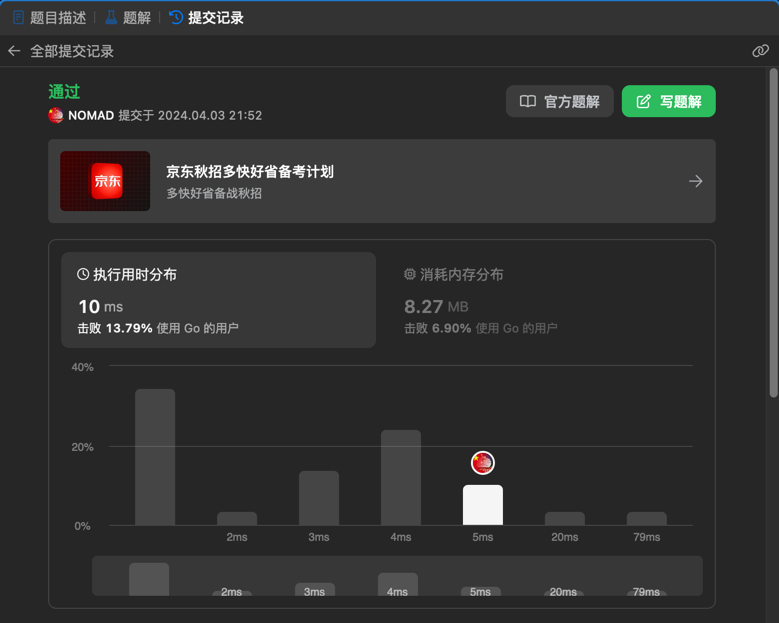 题目描述 题解 提交记录
全部提交记录
通过
NOMAD 提交于 2024.04.03 21:52
官方题解 写题解
京东
京东秋招多快好省备考计划
多快好省备战秋招
执行用时分布 消耗内存分布
10 ms 8.27 MB
击败 13.79% 使用 Go 的用户 击败 6.90% 使用 Go 的用户
40%
20%
0%
2ms 3ms 4ms 5ms 20ms 79ms
2ms 3ms 4ms 5ms 20ms 79ms